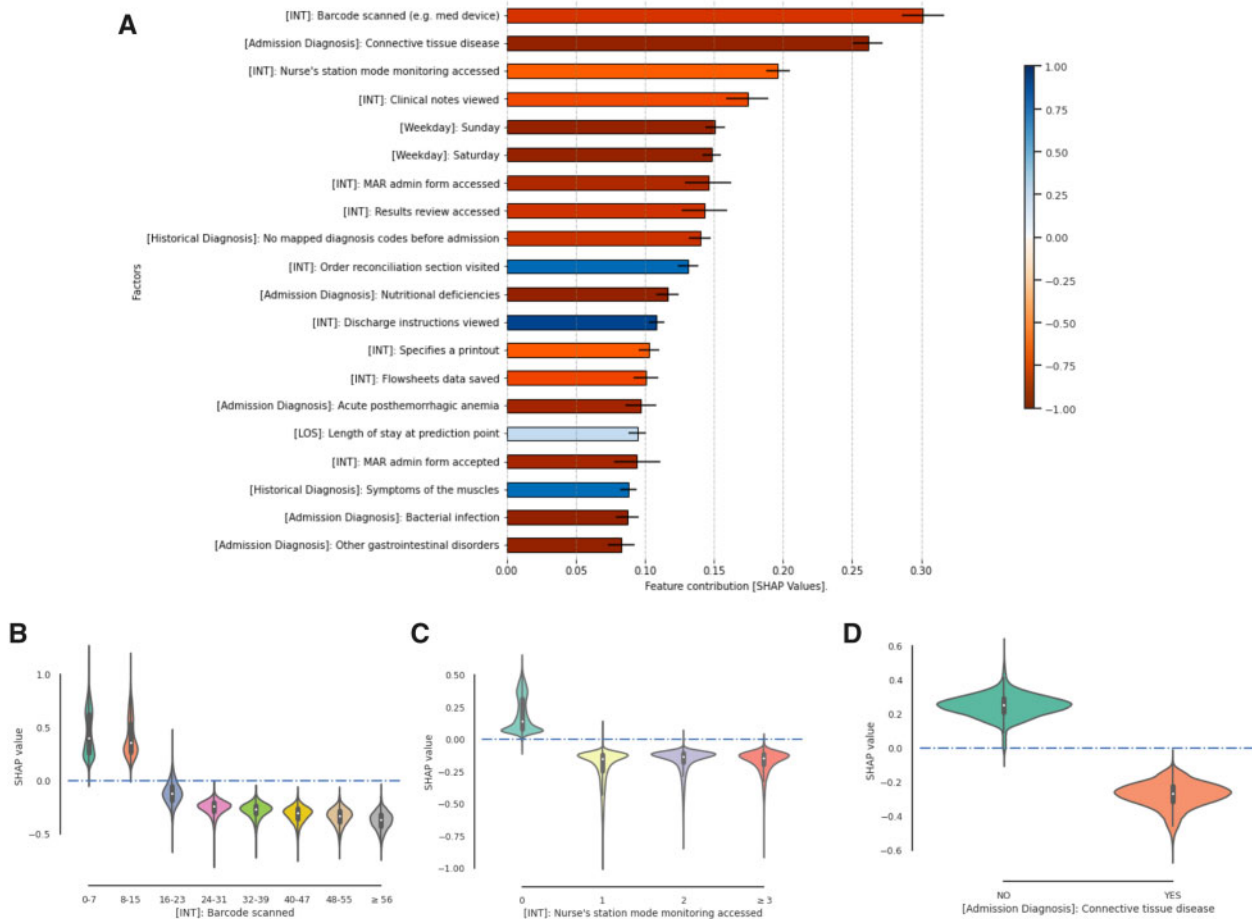 A
[INT]: Barcode scanned (e.g. med device)
[Admission Diagnosis]: Connective tissue disease
[INT]: Nurse's station mode monitoring accessed
[INT]: Clinical notes viewed
[Weekday]: Sunday
[Weekday]: Saturday
[INT]: MAR admin form accessed
[INT]: Results review accessed
[Historical Diagnosis]: No mapped diagnosis codes before admission
[INT]: Order reconciliation section visited
[Admission Diagnosis]: Nutritional deficiencies
[INT]: Discharge instructions viewed
[INT]: Specifies a printout
[INT]: Flowsheets data saved
[Admission Diagnosis]: Acute posthemorrhagic anemia
[LOS]: Length of stay at prediction point
[INT]: MAR admin form accepted
[Historical Diagnosis]: Symptoms of the muscles
[Admission Diagnosis]: Bacterial infection
[Admission Diagnosis]: Other gastrointestinal disorders
Factors
0.00 0.05 0.10 0.15 0.20 0.25 0.30
Feature contribution [SHAP Values].
1.00
0.75
0.50
0.25
0.00
−0.25
−0.50
−0.75
−1.00
B
SHAP value
1.0
0.5
0.0
−0.5
0-7 8-15 16-23 24-31 32-39 40-47 48-55 ≥ 56
[INT]: Barcode scanned
C
SHAP value
0.50
0.25
0.00
−0.25
−0.50
−0.75
−1.00
0 1 2 ≥ 3
[INT]: Nurse's station mode monitoring accessed
D
SHAP value
0.6
0.4
0.2
0.0
−0.2
−0.4
−0.6
NO YES
[Admission Diagnosis]: Connective tissue disease